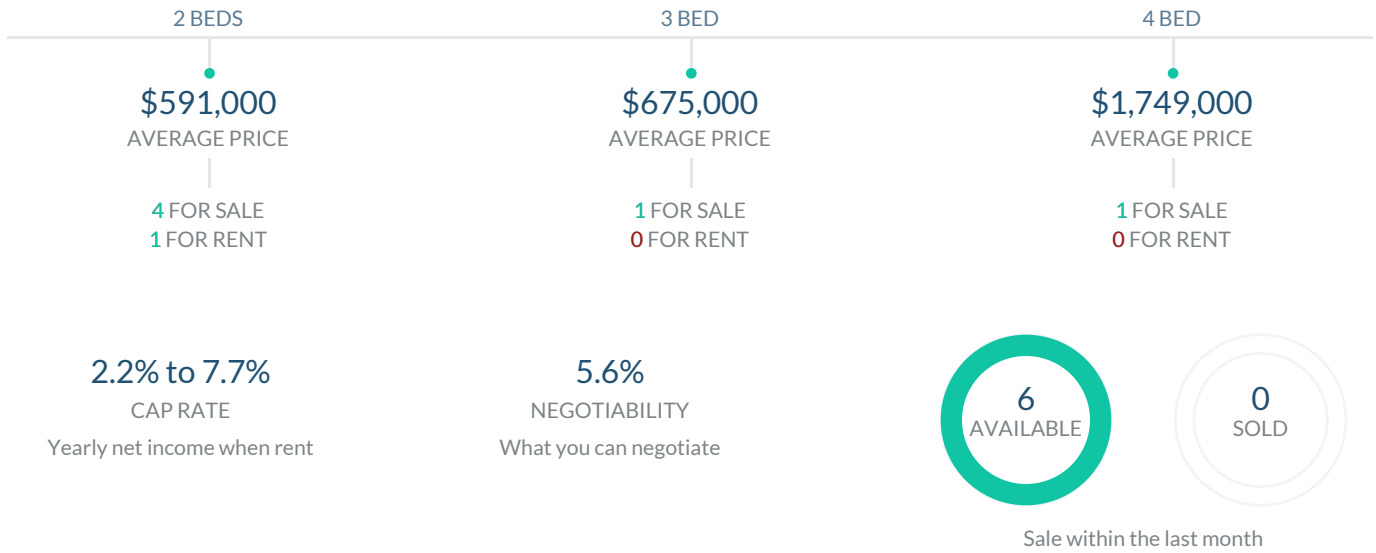 2 BEDS
3 BED
4 BED
$591,000
AVERAGE PRICE
4 FOR SALE
1 FOR RENT
$675,000
AVERAGE PRICE
1 FOR SALE
0 FOR RENT
$1,749,000
AVERAGE PRICE
1 FOR SALE
0 FOR RENT
2.2% to 7.7%
CAP RATE
Yearly net income when rent
5.6%
NEGOTIABILITY
What you can negotiate
6
AVAILABLE
0
SOLD
Sale within the last month